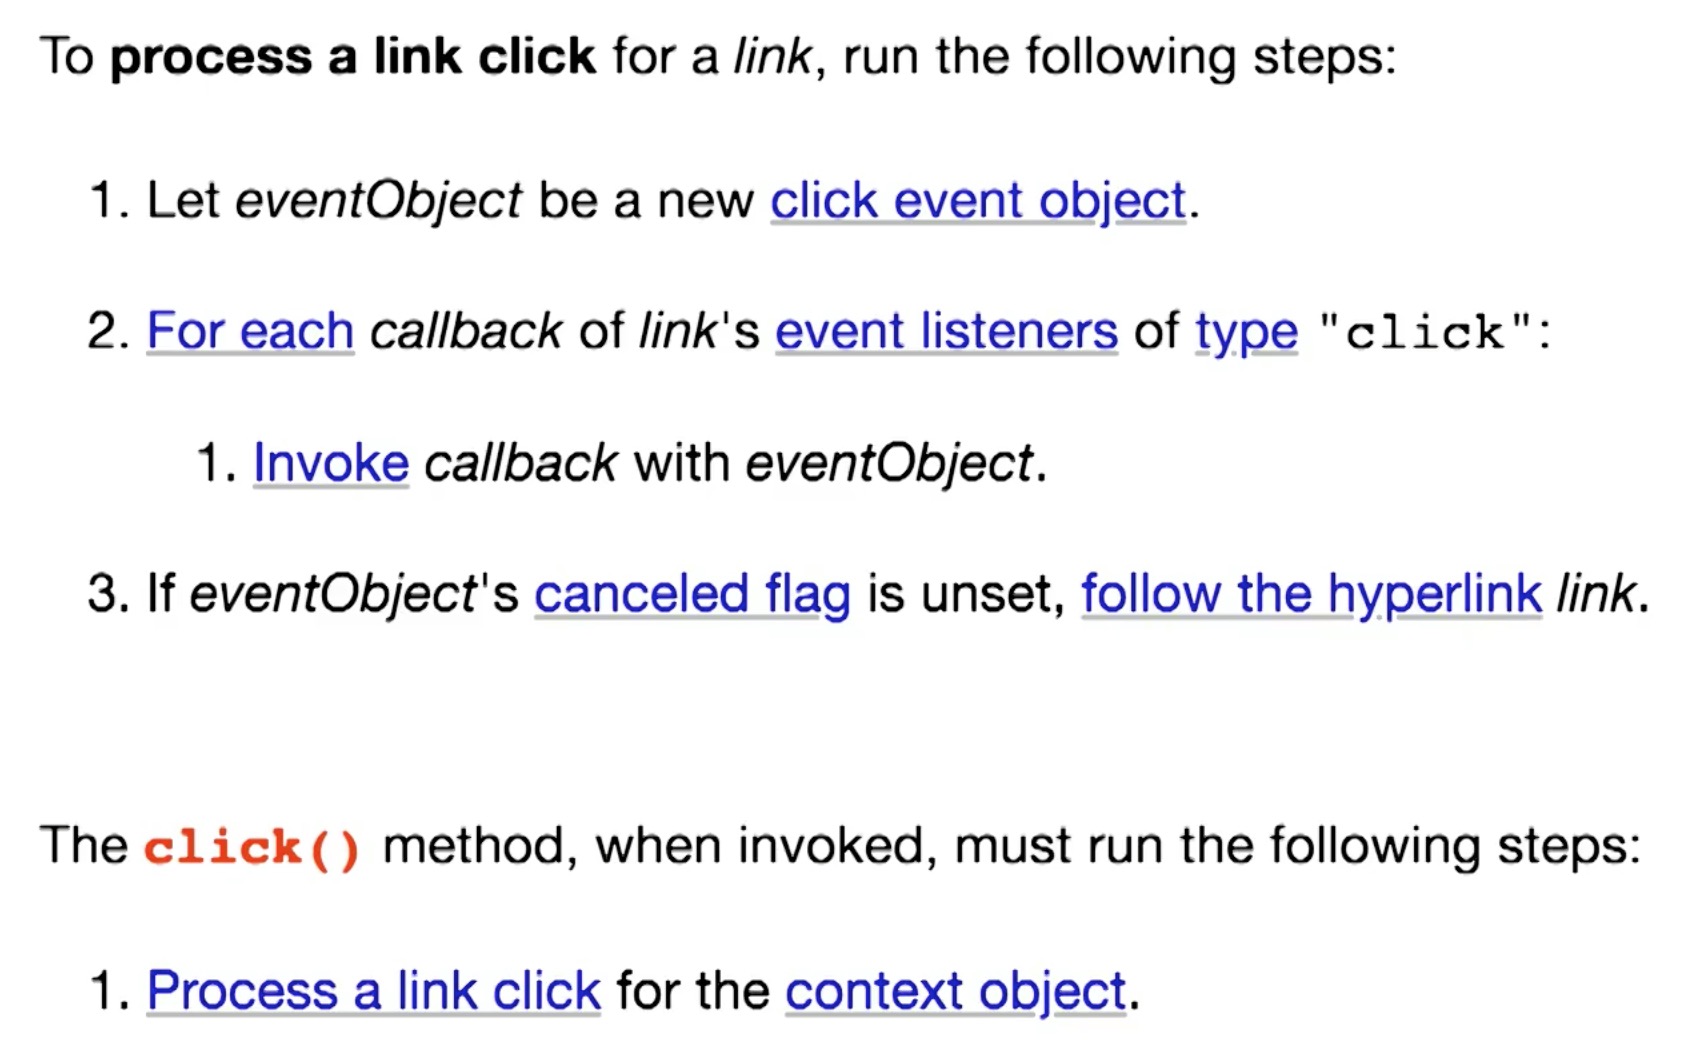 To process a link click for a link, run the following steps:
1. Let eventObject be a new click event object.
2. For each callback of link's event listeners of type "click":
1. Invoke callback with eventObject.
3. If eventObject's canceled flag is unset, follow the hyperlink link.
The click() method, when invoked, must run the following steps:
1. Process a link click for the context object.